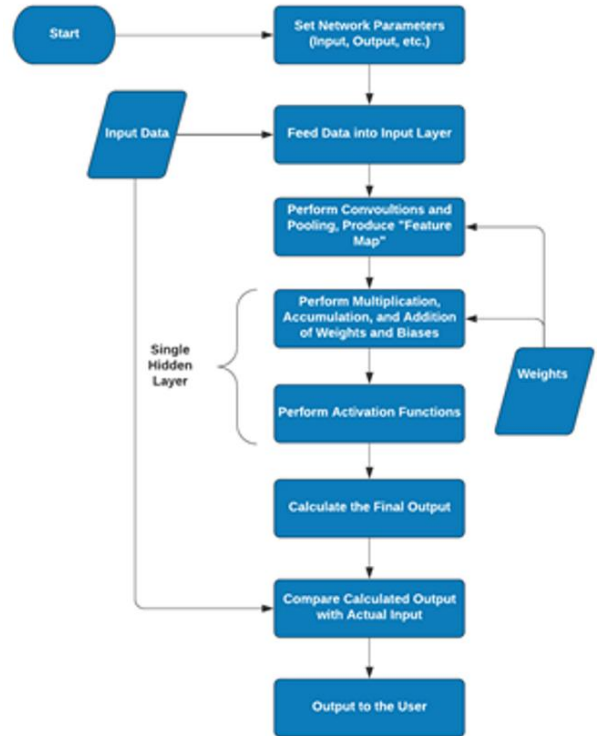 Start
Set Network Parameters
(Input, Output, etc.)
Input Data
Feed Data into Input Layer
Perform Convoultions and
Pooling, Produce "Feature
Map"
Perform Multiplication,
Accumulation, and Addition
of Weights and Biases
Single
Hidden
Layer
Weights
Perform Activation Functions
Calculate the Final Output
Compare Calculated Output
with Actual Input
Output to the User